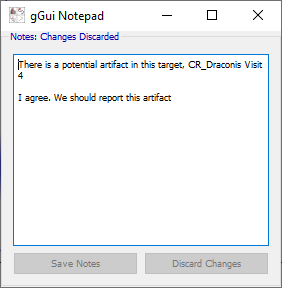 gGui Notepad
Notes: Changes Discarded
There is a potential artifact in this target, CR_Draconis Visit
4
I agree. We should report this artifact
Save Notes
Discard Changes